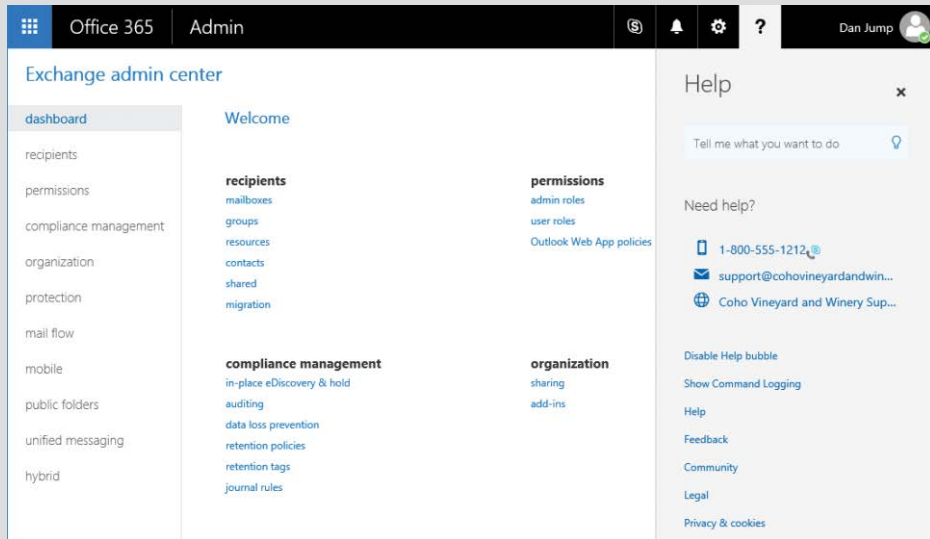 Office 365 Admin ? Dan Jump
Exchange admin center
dashboard
recipients
permissions
compliance management
organization
protection
mail flow
mobile
public folders
unified messaging
hybrid
Welcome
recipients
mailboxes
groups
resources
contacts
shared
migration
permissions
admin roles
user roles
Outlook Web App policies
compliance management
in-place eDiscovery & hold
auditing
data loss prevention
retention policies
retention tags
journal rules
organization
sharing
add-ins
Help
Tell me what you want to do
Need help?
1-800-555-1212
support@cohovineyardandwin...
Coho Vineyard and Winery Sup...
Disable Help bubble
Show Command Logging
Help
Feedback
Community
Legal
Privacy & cookies